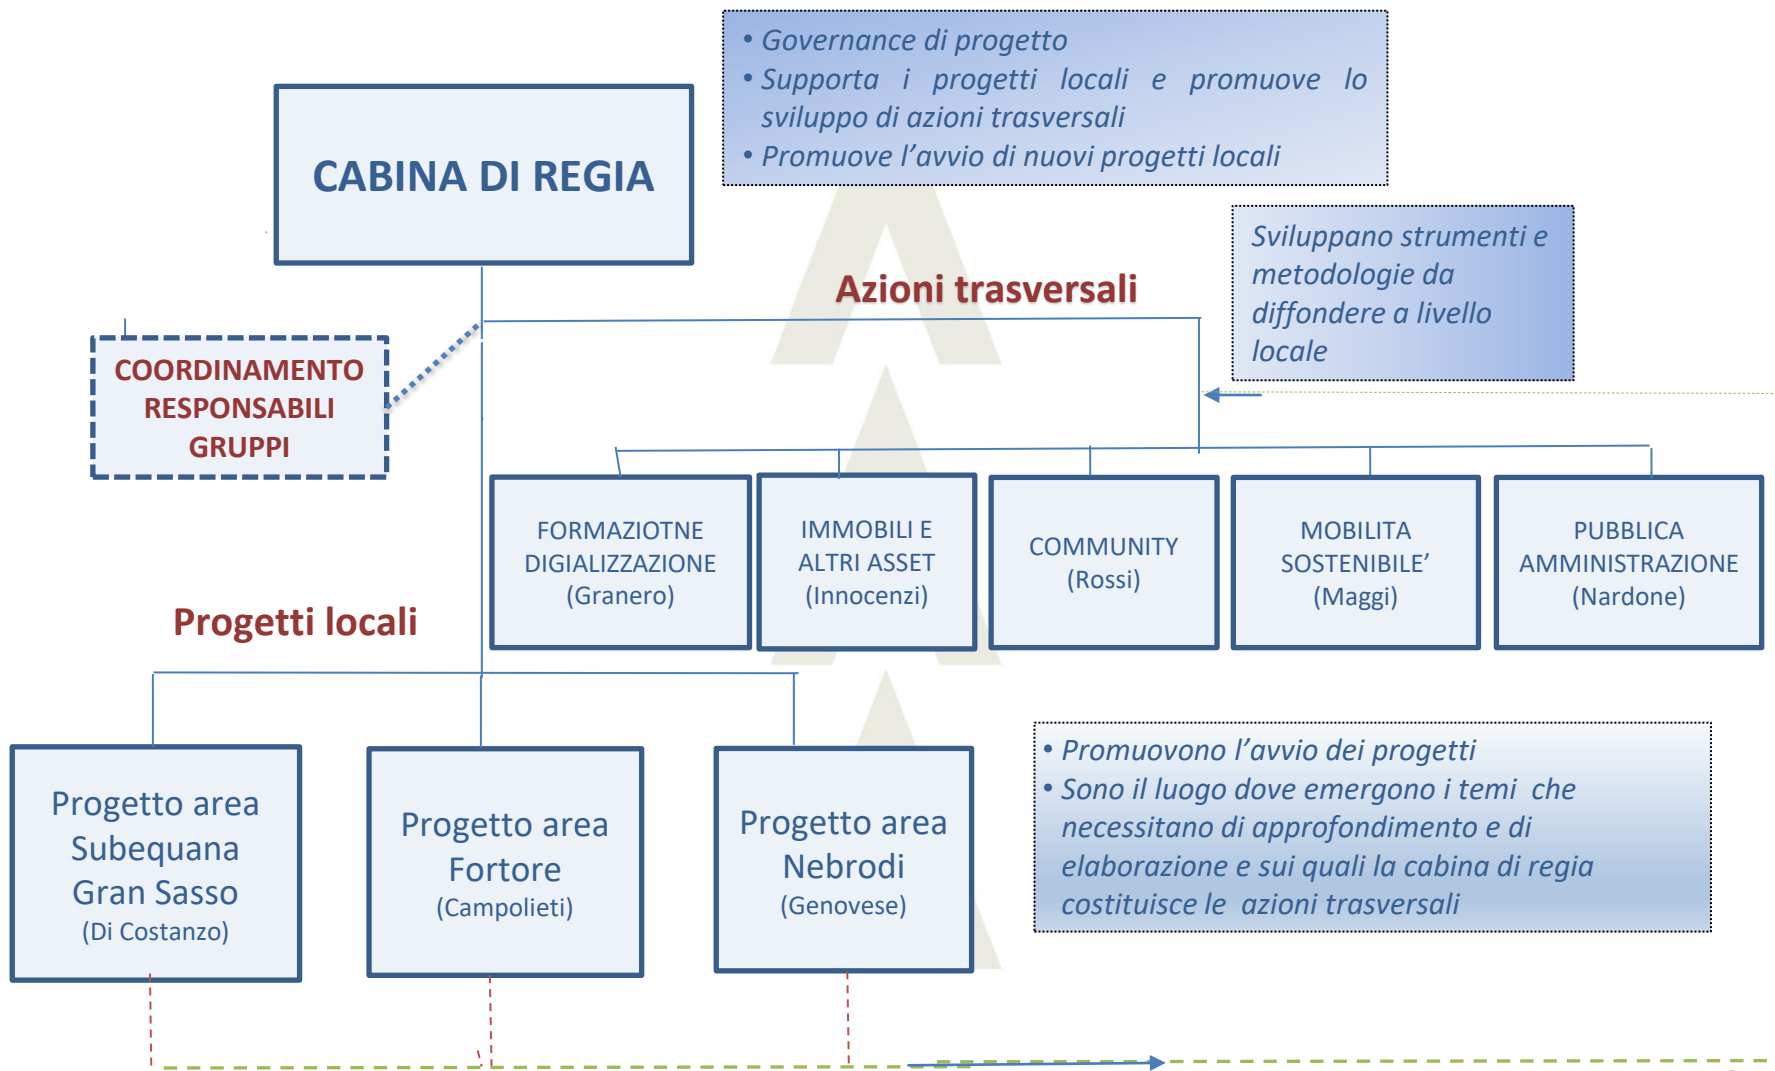 • Governance di progetto
• Supporta i progetti locali e promuove lo
sviluppo di azioni trasversali
• Promuove l’avvio di nuovi progetti locali
CABINA DI REGIA
Sviluppano strumenti e
metodologie da
diffondere a livello
locale
Azioni trasversali
COORDINAMENTO
RESPONSABILI
GRUPPI
FORMAZIOTNE
DIGIALIZZAZIONE
(Granero)
IMMOBILI E
ALTRI ASSET
(Innocenzi)
COMMUNITY
(Rossi)
MOBILITA
SOSTENIBILE’
(Maggi)
PUBBLICA
AMMINISTRAZIONE
(Nardone)
Progetti locali
Progetto area
Subequana
Gran Sasso
(Di Costanzo)
Progetto area
Fortore
(Campolieti)
Progetto area
Nebrodi
(Genovese)
• Promuovono l’avvio dei progetti
• Sono il luogo dove emergono i temi che
necessitano di approfondimento e di
elaborazione e sui quali la cabina di regia
costituisce le azioni trasversali